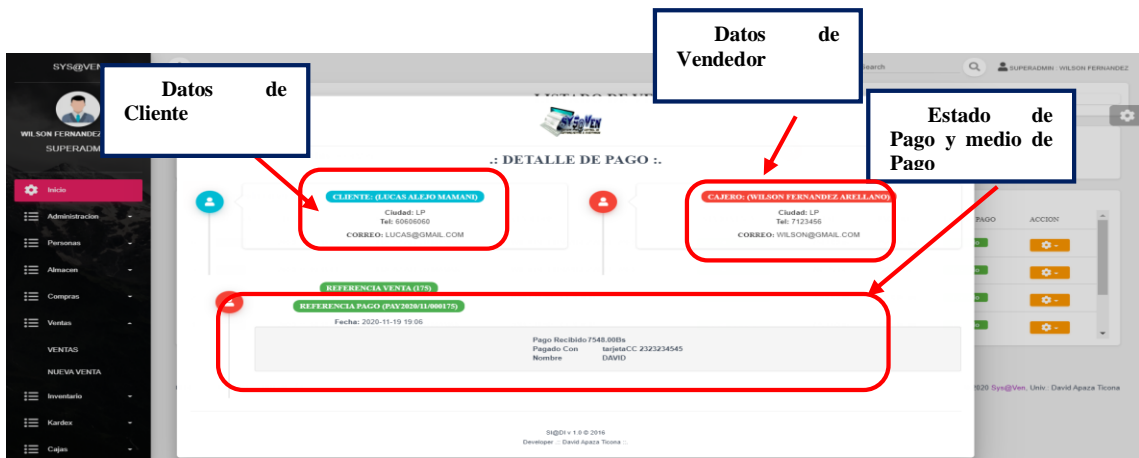 Datos de
Vendedor
Datos de
Cliente
Estado de
Pago y medio de
Pago
SYS@VEN
Search
SUPERADMIN : WILSON FERNANDEZ
WILSON FERNANDEZ
SUPERADM
SYS@VEN
.: DETALLE DE PAGO :.
Inicio
Administracion
Personas
Almacen
Compras
Ventas
VENTAS
NUEVA VENTA
Inventario
Kardex
Cajas
CLIENTE: (LUCAS ALEJO MAMANI)
Ciudad: LP
Tel: 60606060
CORREO: LUCAS@GMAIL.COM
CAJERO: (WILSON FERNANDEZ ARELLANO)
Ciudad: LP
Tel: 7123456
CORREO: WILSON@GMAIL.COM
PAGO ACCION
REFERENCIA VENTA (175)
REFERENCIA PAGO (PAY2020/11/000175)
Fecha: 2020-11-19 19:06
Pago Recibido 7548.00Bs
Pagado Con tarjetaCC 2323234545
Nombre DAVID
2020 Sys@Ven, Univ.: David Apaza Ticona
St@Di v 1.0 © 2016
Developer .: David Apaza Ticona :.